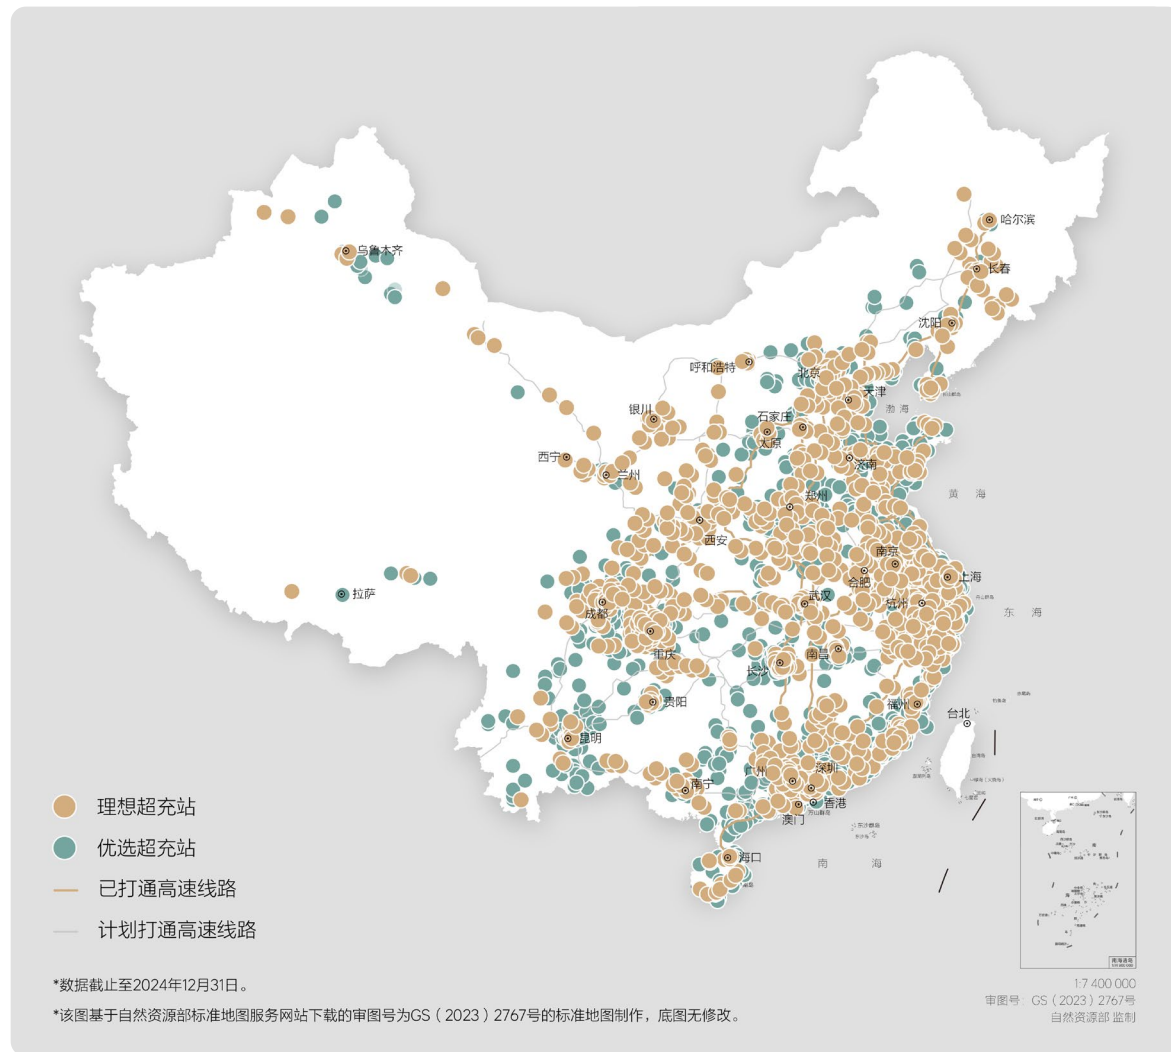 哈尔滨
乌鲁木齐
长春
沈阳
呼和浩特
北京
天津
渤海
银川
石家庄
太原
西宁
兰州
济南
黄海
郑州
西安
南京
合肥
上海
拉萨
成都
武汉
杭州
东海
重庆
长沙
南昌
贵阳
福州
台北
昆明
广州
深圳
南宁
香港
澳门
东沙群岛
海口
南海
理想超充站
优选超充站
已打通高速线路
计划打通高速线路
南海诸岛
*数据截止至2024年12月31日。
*该图基于自然资源部标准地图服务网站下载的审图号为GS（2023）2767号的标准地图制作，底图无修改。
1:7 400 000
审图号：GS（2023）2767号
自然资源部 监制